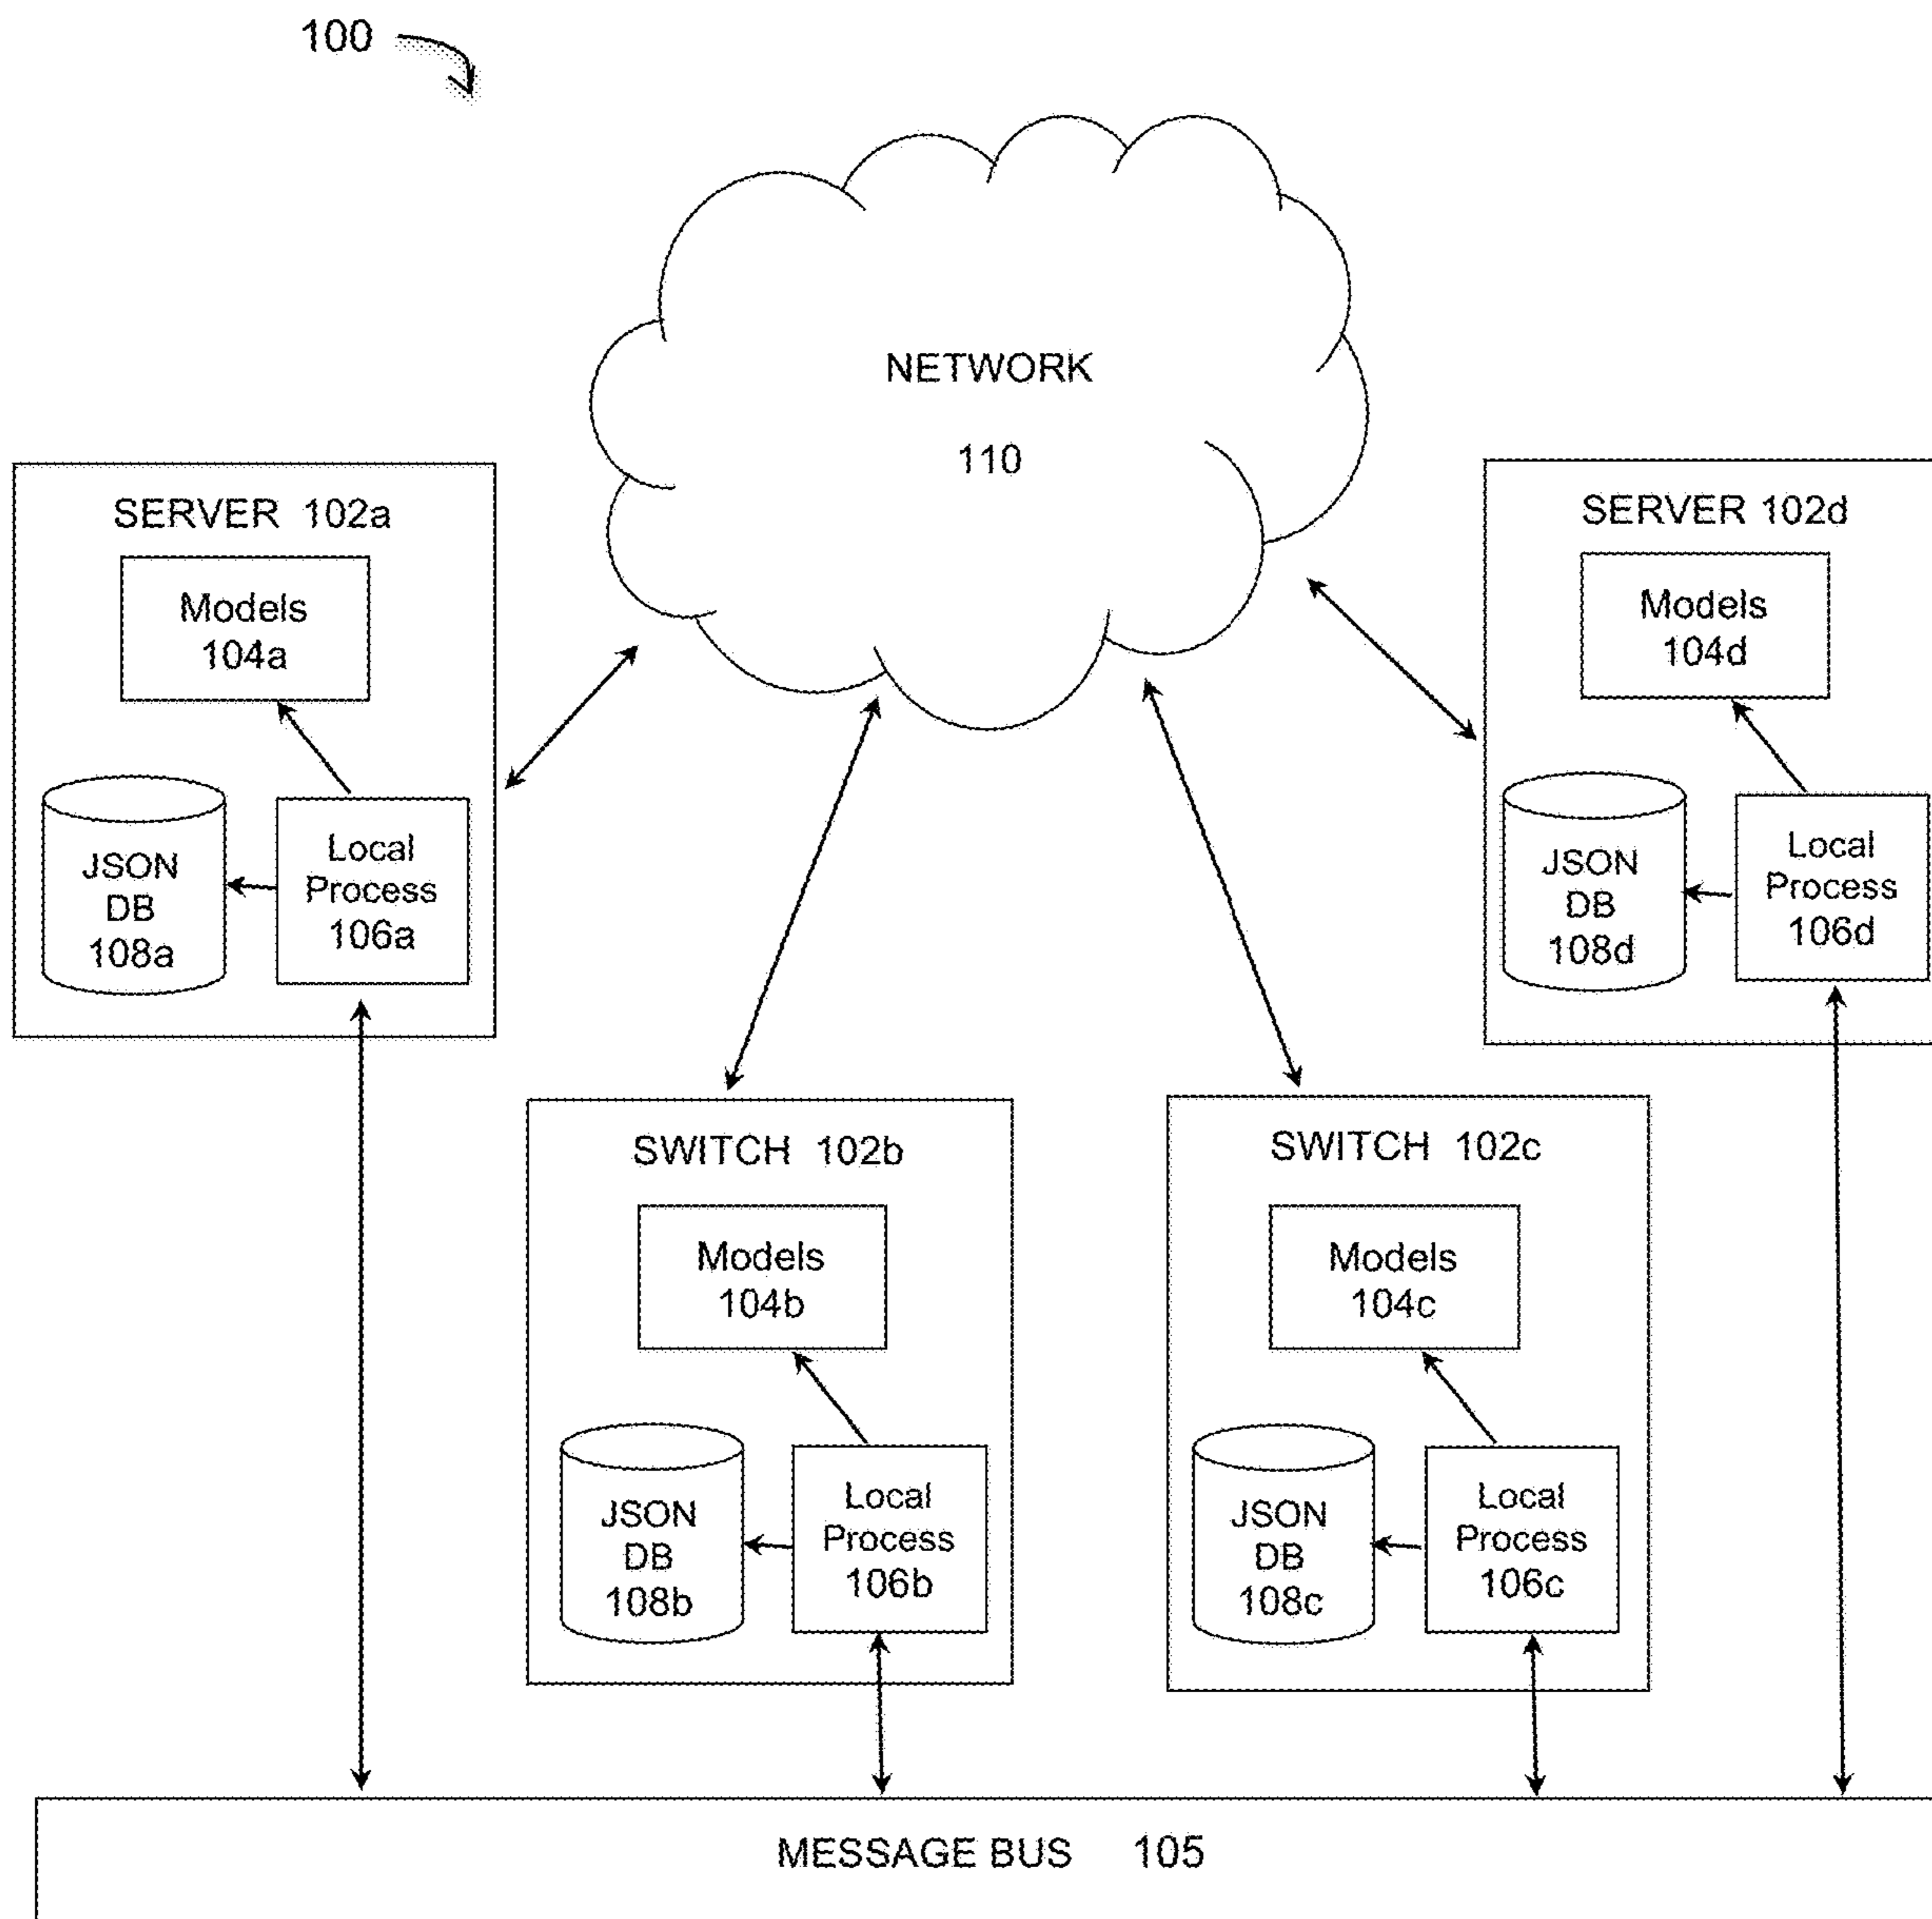 100
NETWORK
110
SERVER 102a
Models
104a
JSON
DB
108a
Local
Process
106a
SERVER 102d
Models
104d
JSON
DB
108d
Local
Process
106d
SWITCH 102b
Models
104b
JSON
DB
108b
Local
Process
106b
SWITCH 102c
Models
104c
JSON
DB
108c
Local
Process
106c
MESSAGE BUS 105